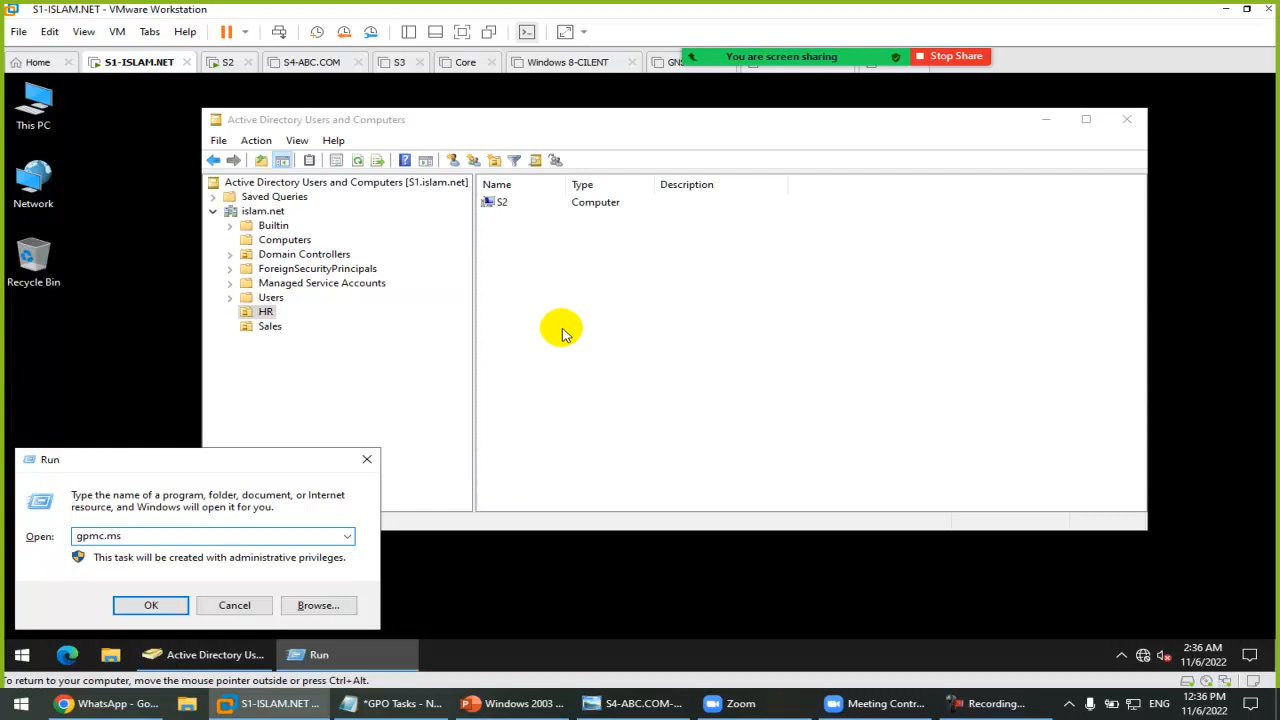 S1-ISLAM.NET - VMware Workstation
File Edit View VM Tabs Help
Home S1-ISLAM.NET S2 S4-ABC.COM S3 Core Windows 8-CILENT
You are screen sharing Stop Share
This PC
Network
Recycle Bin
Active Directory Users and Computers
File Action View Help
Active Directory Users and Computers [S1.islam.net]
Saved Queries
islam.net
Builtin
Computers
Domain Controllers
ForeignSecurityPrincipals
Managed Service Accounts
Users
HR
Sales
Name Type Description
S2 Computer
Run
Type the name of a program, folder, document, or Internet
resource, and Windows will open it for you.
Open: gpmc.ms
This task will be created with administrative privileges.
OK Cancel Browse...
Active Directory Us... Run
2:36 AM
11/6/2022
To return to your computer, move the mouse pointer outside or press Ctrl+Alt.
WhatsApp - Go... S1-ISLAM.NET ... *GPO Tasks - N... Windows 2003 ... S4-ABC.COM-... Zoom Meeting Contr... Recording...
ENG
12:36 PM
11/6/2022